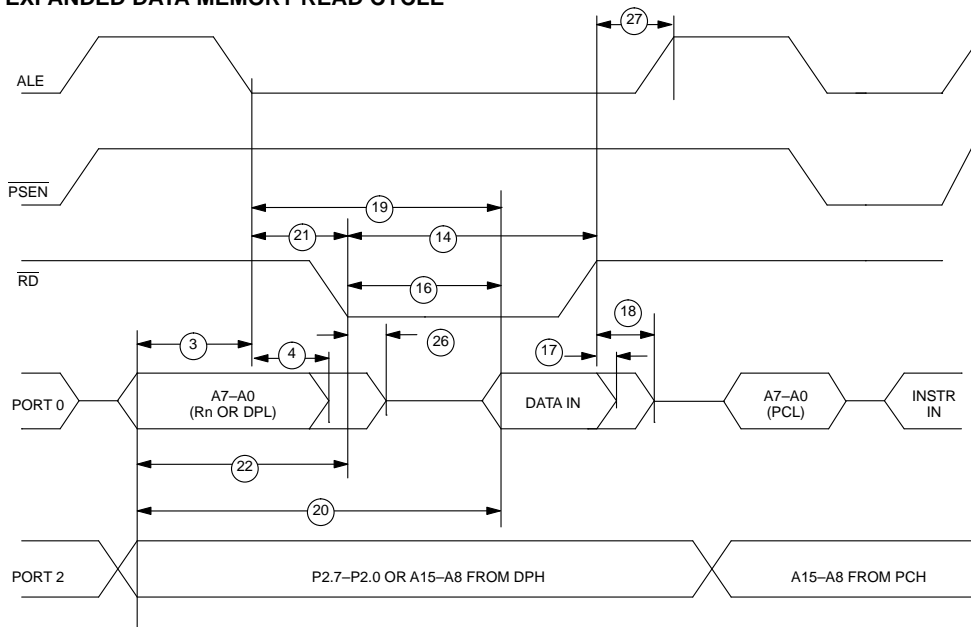 EXPANDED DATA MEMORY READ CYCLE
27
ALE
PSEN
19
21
14
RD
16
18
3
4
26
17
PORT 0
A7–A0
(Rn OR DPL)
DATA IN
A7–A0
(PCL)
INSTR
IN
22
20
PORT 2
P2.7–P2.0 OR A15–A8 FROM DPH
A15–A8 FROM PCH